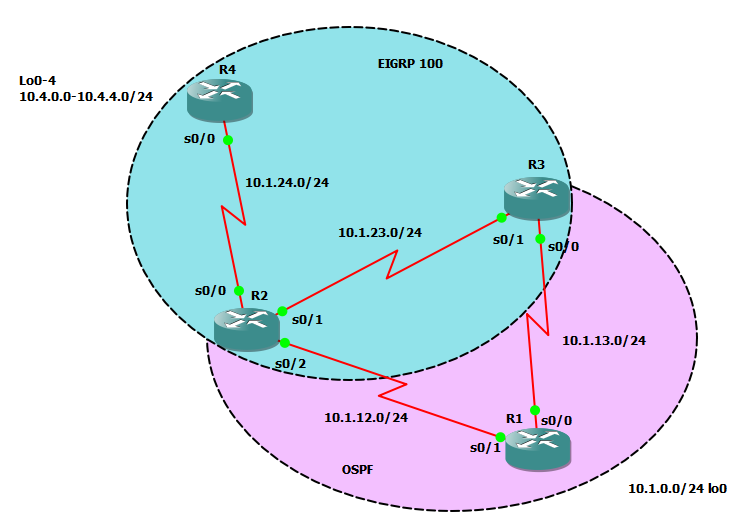 EIGRP 100
R4
Lo0-4
10.4.0.0-10.4.4.0/24
s0/0
R3
10.1.24.0/24
10.1.23.0/24
s0/1
s0/0
s0/0
R2
s0/1
10.1.13.0/24
s0/2
10.1.12.0/24
R1
s0/0
s0/1
OSPF
10.1.0.0/24 lo0